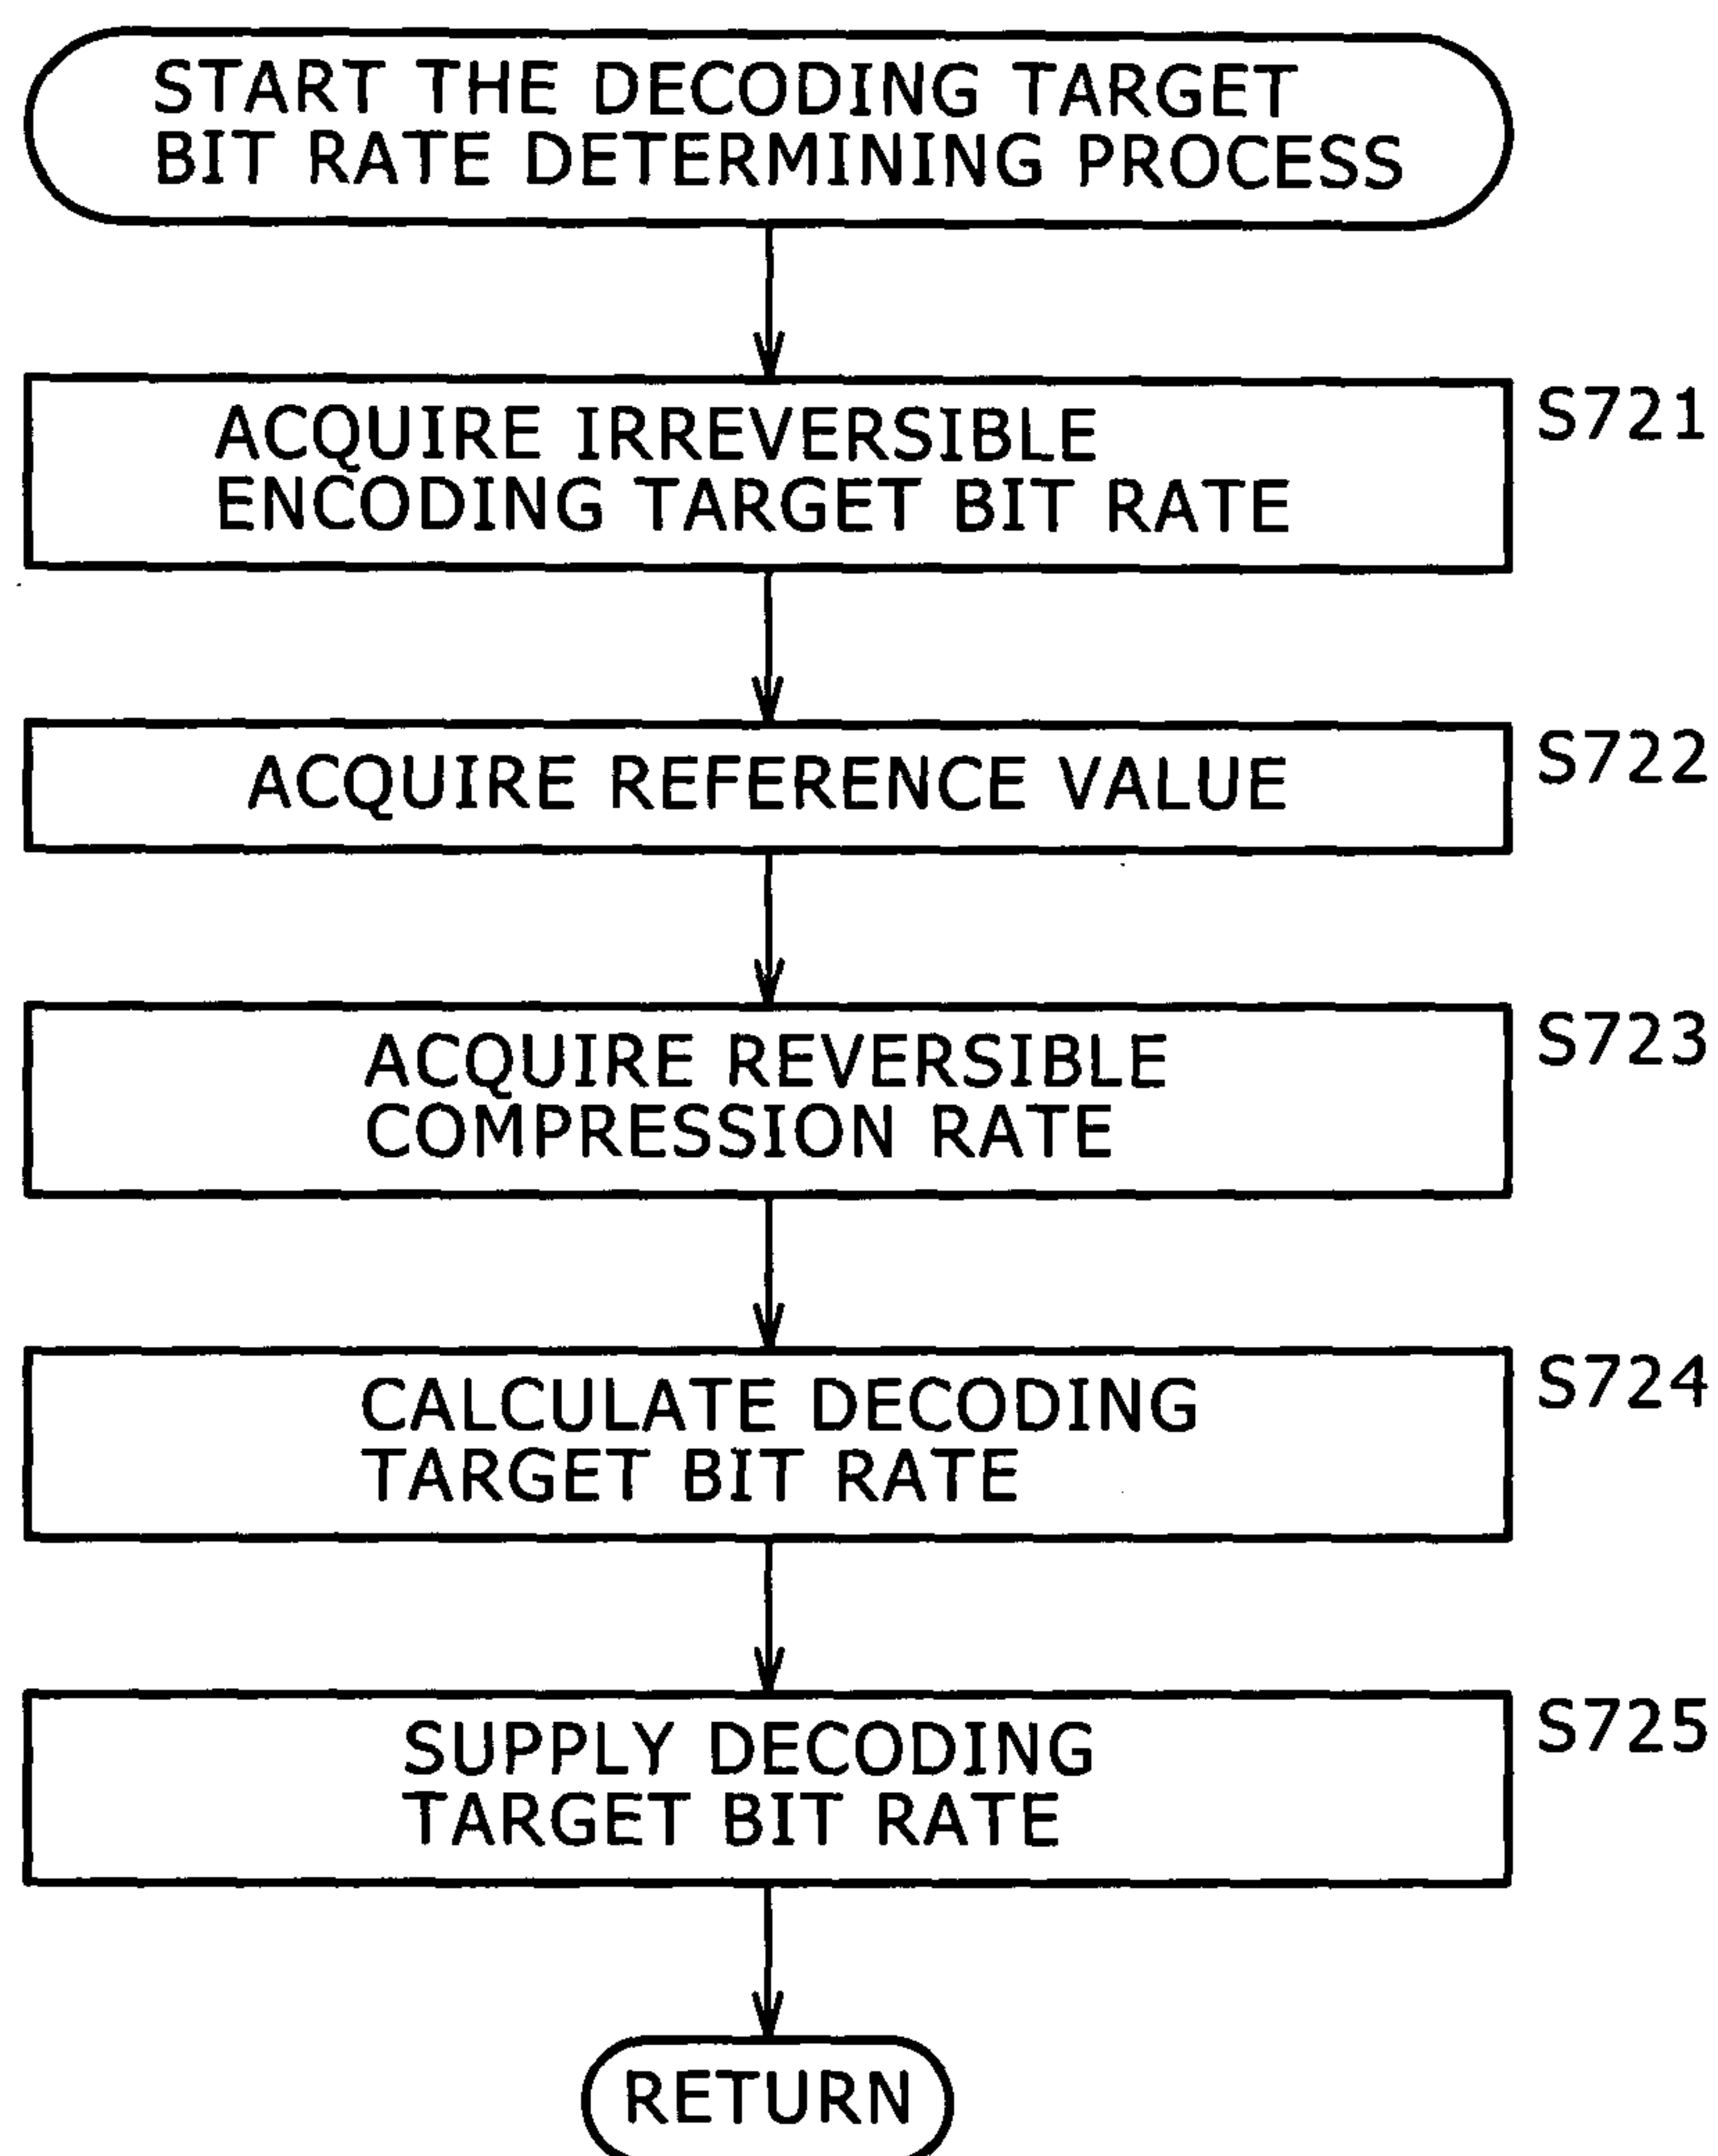 START THE DECODING TARGET
BIT RATE DETERMINING PROCESS
ACQUIRE IRREVERSIBLE
ENCODING TARGET BIT RATE
S721
ACQUIRE REFERENCE VALUE
S722
ACQUIRE REVERSIBLE
COMPRESSION RATE
S723
CALCULATE DECODING
TARGET BIT RATE
S724
SUPPLY DECODING
TARGET BIT RATE
S725
RETURN